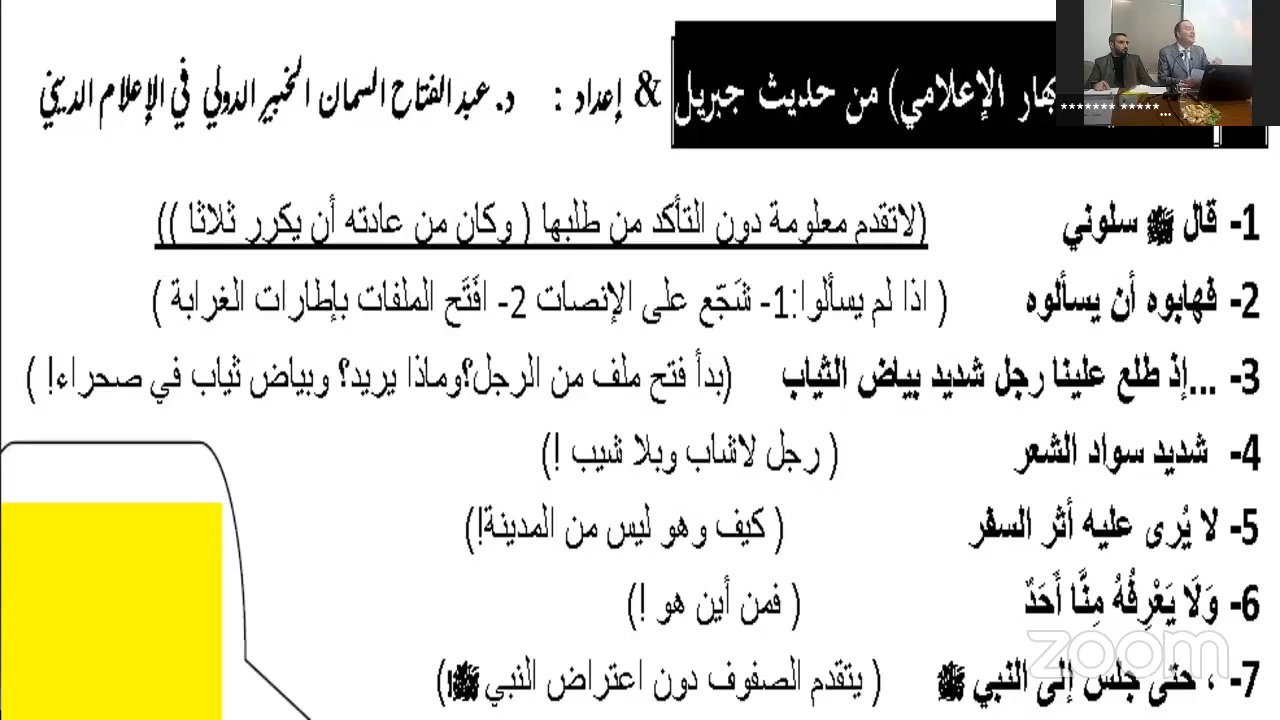 هار الإعلامي) من حديث جبريل & إعداد : د. عبد الفتاح السمان الخبير الدولي في الإعلام الديني
******* *****...
1- قال ﷺ سلوني (لاتقدم معلومة دون التأكد من طلبها ( وكان من عادته أن يكرر ثلاثا ))
2- فهابوه أن يسألوه ( اذا لم يسألوا:1- شَجّع على الإنصات 2- افَتَح الملفات بإطارات الغرابة )
3- ...إذ طلع علينا رجل شديد بياض الثياب (بدأ فتح ملف من الرجل؟وماذا يريد؟ وبياض ثياب في صحراء! )
4- شديد سواد الشعر ( رجل لاشاب وبلا شيب !)
5- لا يُرى عليه أثر السفر ( كيف وهو ليس من المدينة!)
6- وَلَا يَعْرِفُهُ مِنَّا أَحَدٌ ( فمن أين هو !)
zoom
7- ، حتى جلس إلى النبي ﷺ ( يتقدم الصفوف دون اعتراض النبي ﷺ!)